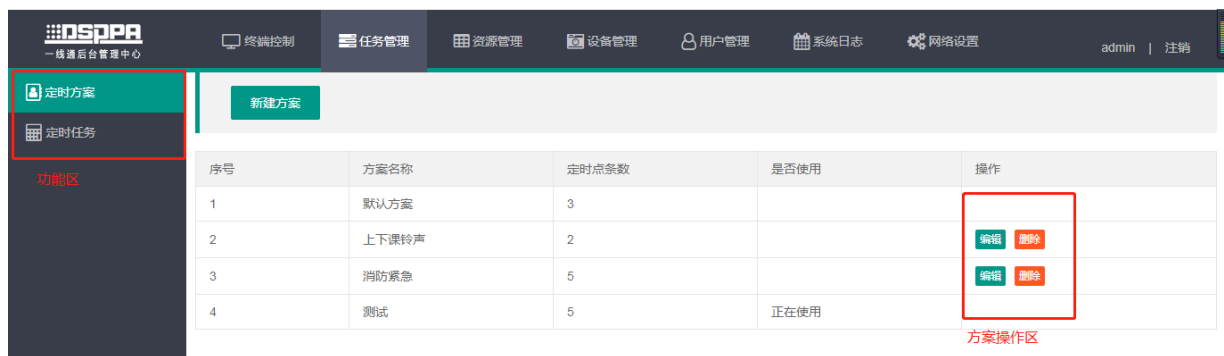 DSPPA
一线通后台管理中心
终端控制 任务管理 资源管理 设备管理 用户管理 系统日志 网络设置 admin | 注销
定时方案
定时任务
功能区
新建方案
序号 方案名称 定时点条数 是否使用 操作
1 默认方案 3
2 上下课铃声 2 编辑 删除
3 消防紧急 5 编辑 删除
4 测试 5 正在使用
方案操作区